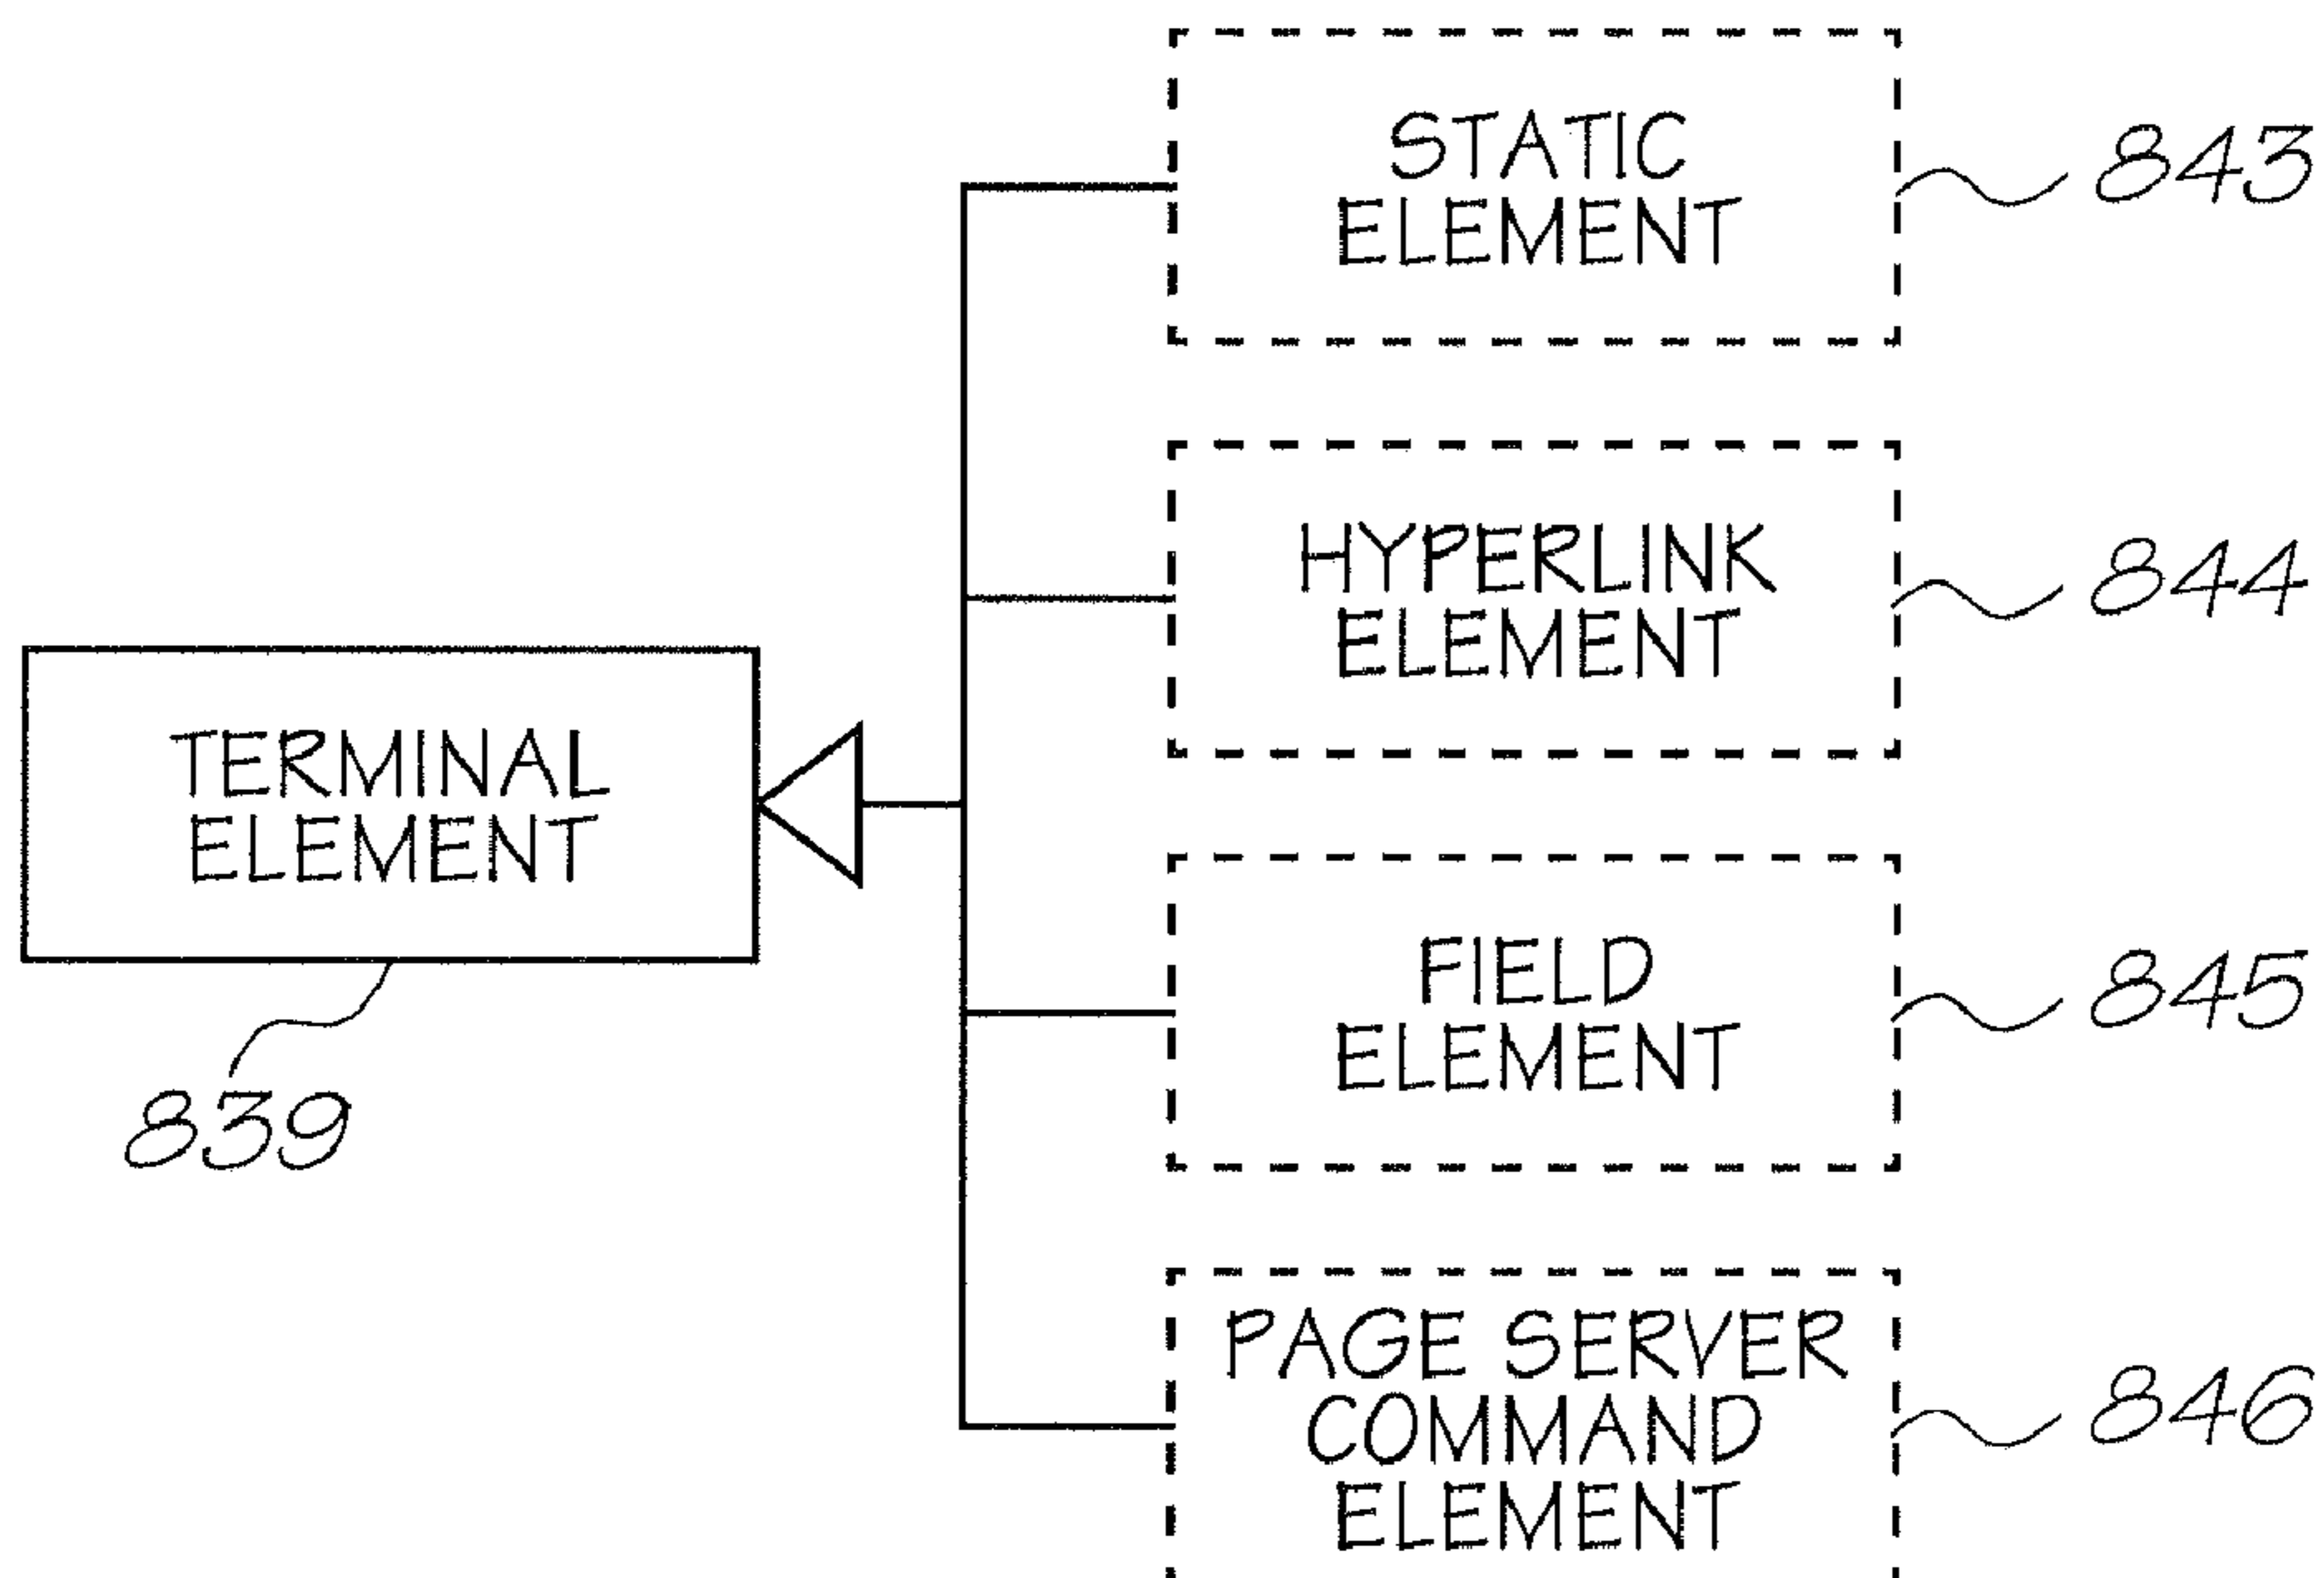 STATIC
ELEMENT
843
HYPERLINK
ELEMENT
844
TERMINAL
ELEMENT
839
FIELD
ELEMENT
845
PAGE SERVER
COMMAND
ELEMENT
846